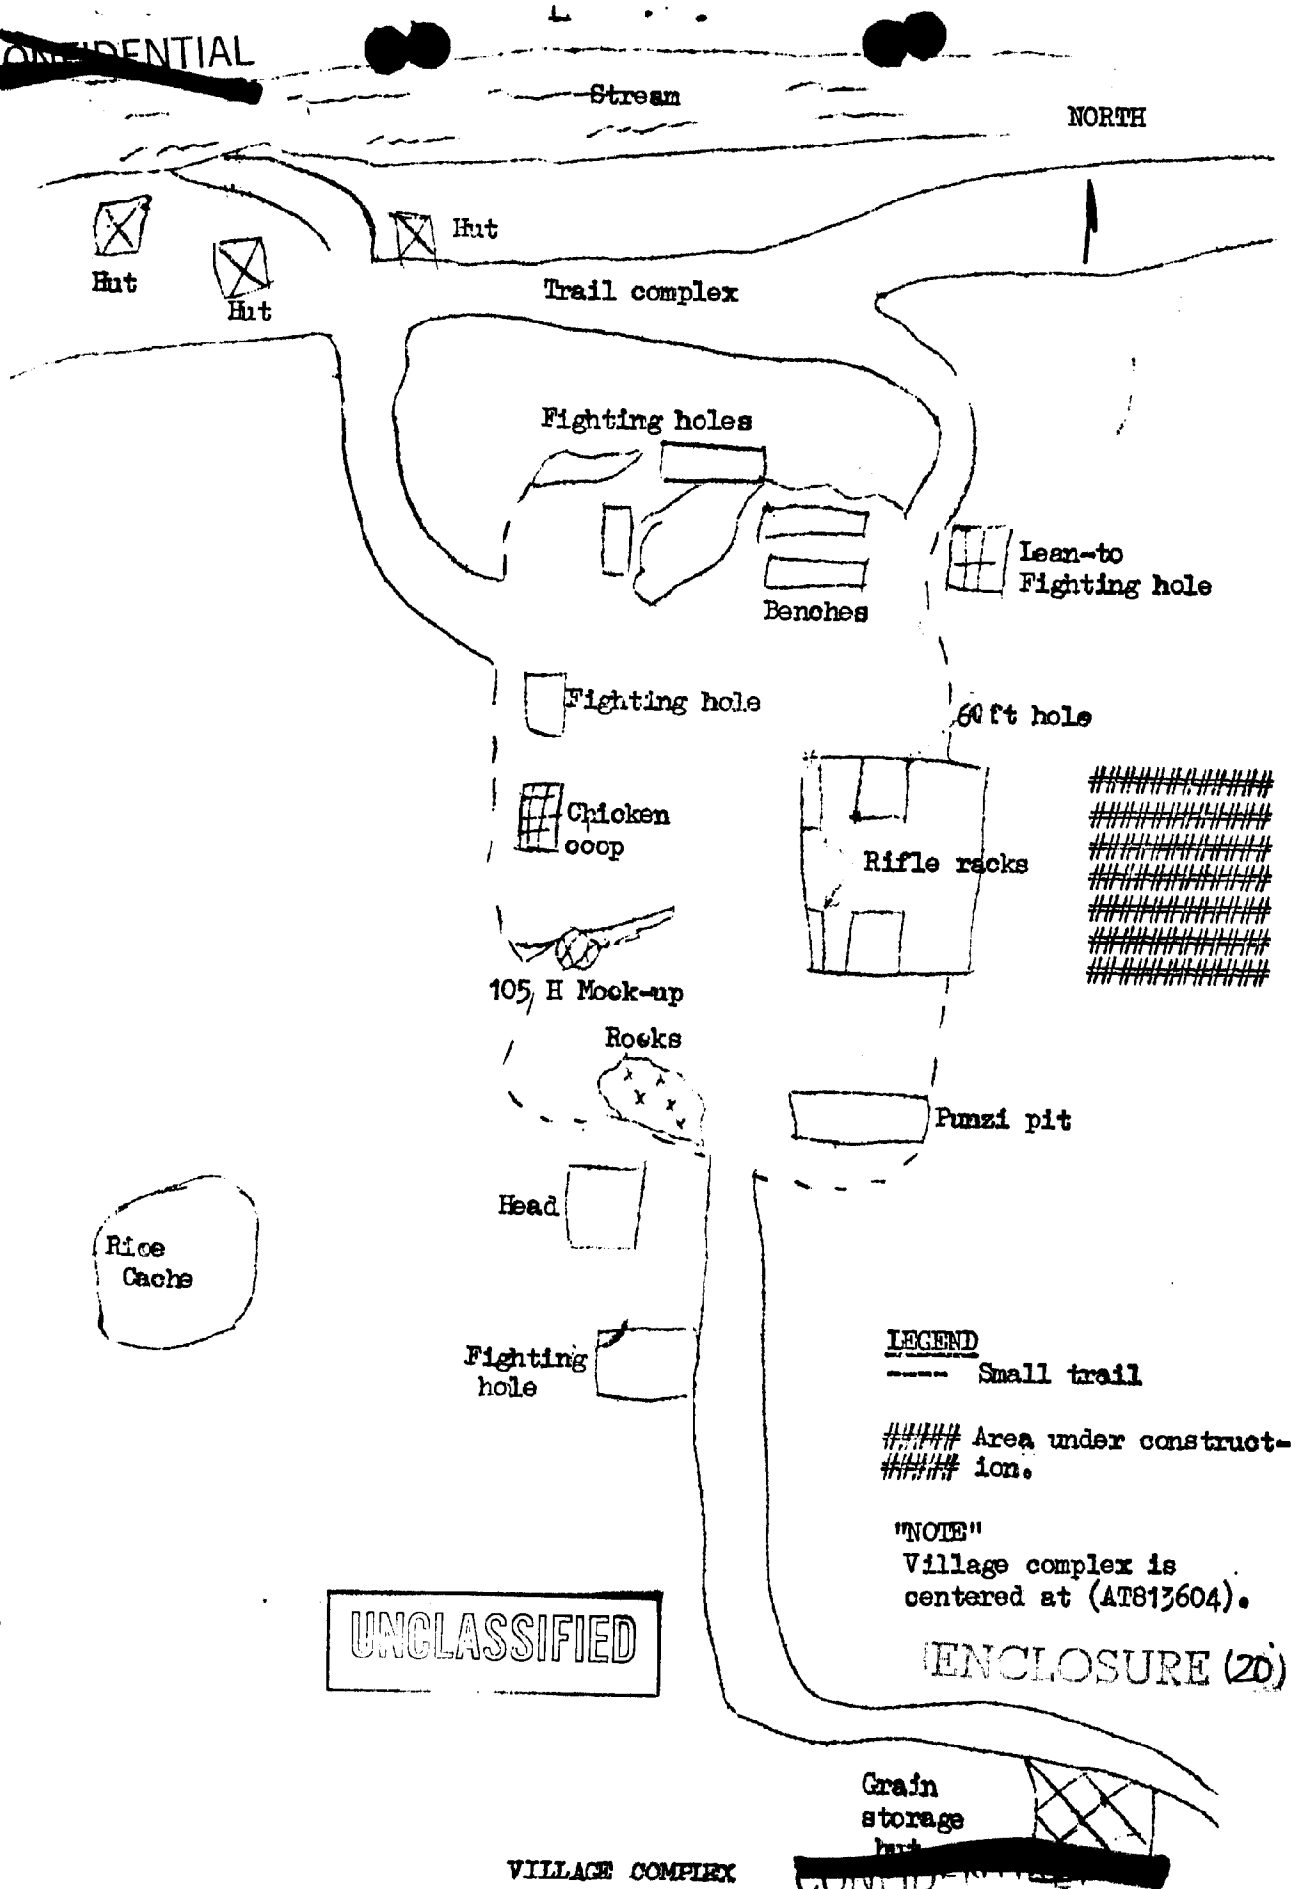 CONFIDENTIAL
Stream
NORTH
Hut
Hut
Hut
Trail complex
Fighting holes
Lean-to
Fighting hole
Benches
Fighting hole
60 ft hole
Chicken
coop
Rifle racks
105, H Mock-up
Rocks
Punzi pit
Head
Rice
Cache
Fighting
hole
LEGEND
---- Small trail
##### Area under construct-
##### ion.
"NOTE"
Village complex is
centered at (AT813604).
UNCLASSIFIED
ENCLOSURE (20)
Grain
storage
hut
VILLAGE COMPLEX